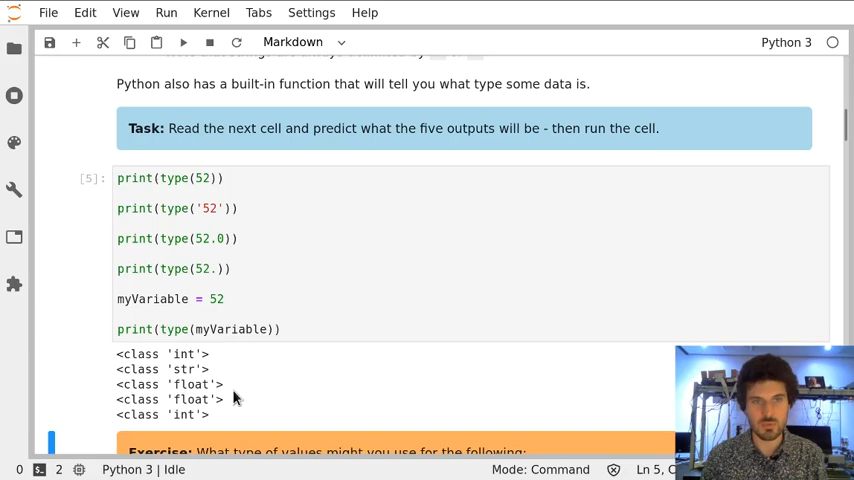 File Edit View Run Kernel Tabs Settings Help
Markdown Python 3
Python also has a built-in function that will tell you what type some data is.
Task: Read the next cell and predict what the five outputs will be - then run the cell.
[5]: print(type(52))
print(type('52'))
print(type(52.0))
print(type(52.))
myVariable = 52
print(type(myVariable))
<class 'int'>
<class 'str'>
<class 'float'>
<class 'float'>
<class 'int'>
Exercise: What type of values might you use for the following:
0 2 Python 3 | Idle Mode: Command Ln 5, C